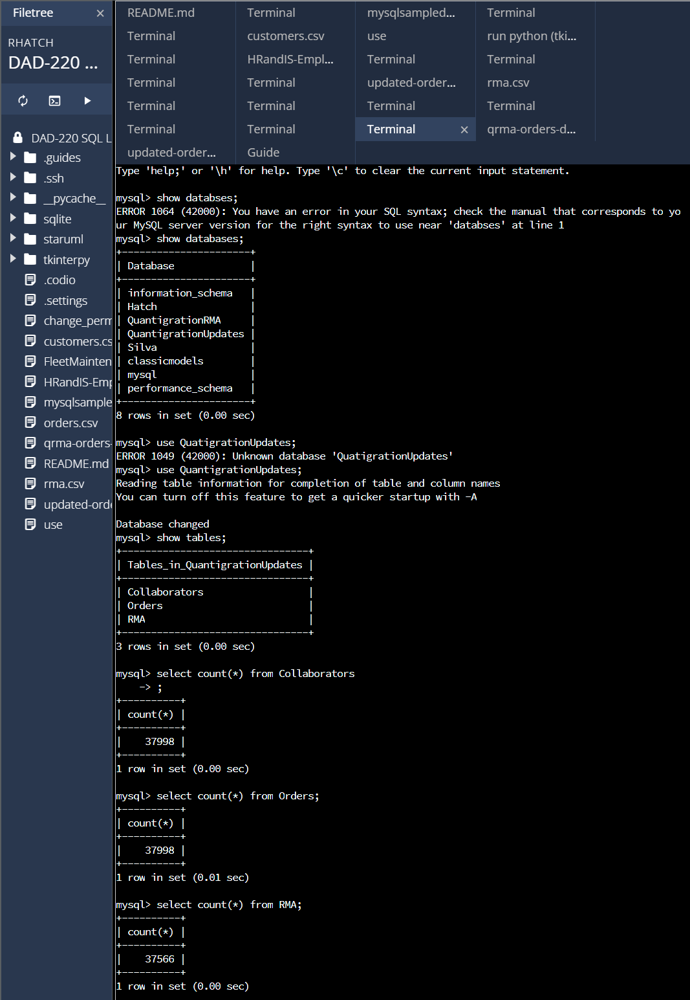 Filetree ×
RHATCH
DAD-220 ...
DAD-220 SQL L
.guides
.ssh
__pycache__
sqlite
staruml
tkinterpy
.codio
.settings
change_perm
customers.cs
FleetMainten
HRandIS-Emp
mysqlsample
orders.csv
qrma-orders-
README.md
rma.csv
updated-orde
use
README.md Terminal mysqlsampled... Terminal
Terminal customers.csv use run python (tki...
Terminal HRandIS-Empl... Terminal Terminal
Terminal Terminal updated-order... rma.csv
Terminal Terminal Terminal Terminal
Terminal Terminal Terminal × qrma-orders-d...
updated-order... Guide
Type 'help;' or '\h' for help. Type '\c' to clear the current input statement.
mysql> show databses;
ERROR 1064 (42000): You have an error in your SQL syntax; check the manual that corresponds to yo
ur MySQL server version for the right syntax to use near 'databses' at line 1
mysql> show databases;
+----------------------+
| Database             |
+----------------------+
| information_schema   |
| Hatch                |
| QuantigrationRMA     |
| QuantigrationUpdates |
| Silva                |
| classicmodels        |
| mysql                |
| performance_schema   |
+----------------------+
8 rows in set (0.00 sec)
mysql> use QuatigrationUpdates;
ERROR 1049 (42000): Unknown database 'QuatigrationUpdates'
mysql> use QuantigrationUpdates;
Reading table information for completion of table and column names
You can turn off this feature to get a quicker startup with -A
Database changed
mysql> show tables;
+--------------------------------+
| Tables_in_QuantigrationUpdates |
+--------------------------------+
| Collaborators                  |
| Orders                         |
| RMA                            |
+--------------------------------+
3 rows in set (0.00 sec)
mysql> select count(*) from Collaborators
    -> ;
+----------+
| count(*) |
+----------+
|    37998 |
+----------+
1 row in set (0.00 sec)
mysql> select count(*) from Orders;
+----------+
| count(*) |
+----------+
|    37998 |
+----------+
1 row in set (0.01 sec)
mysql> select count(*) from RMA;
+----------+
| count(*) |
+----------+
|    37566 |
+----------+
1 row in set (0.00 sec)